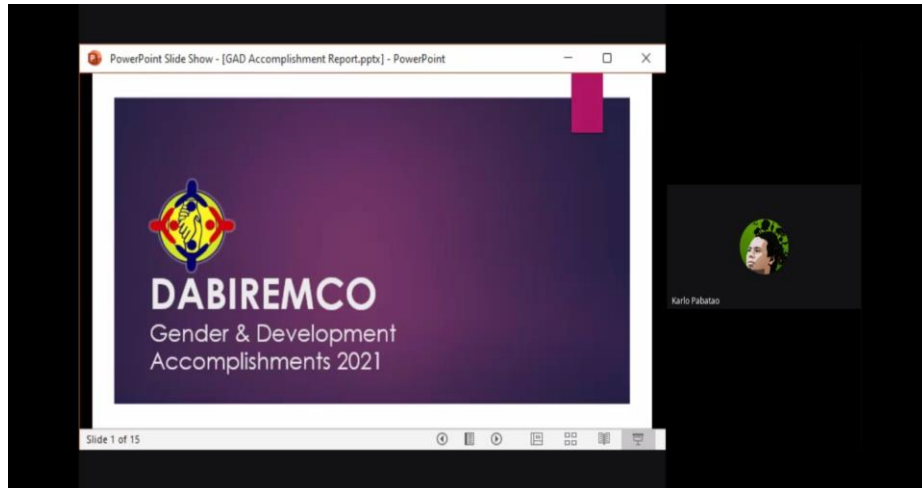 PowerPoint Slide Show - [GAD Accomplishment Report.pptx] - PowerPoint
DABIREMCO
Gender & Development
Accomplishments 2021
Karlo Pabatao
Slide 1 of 15